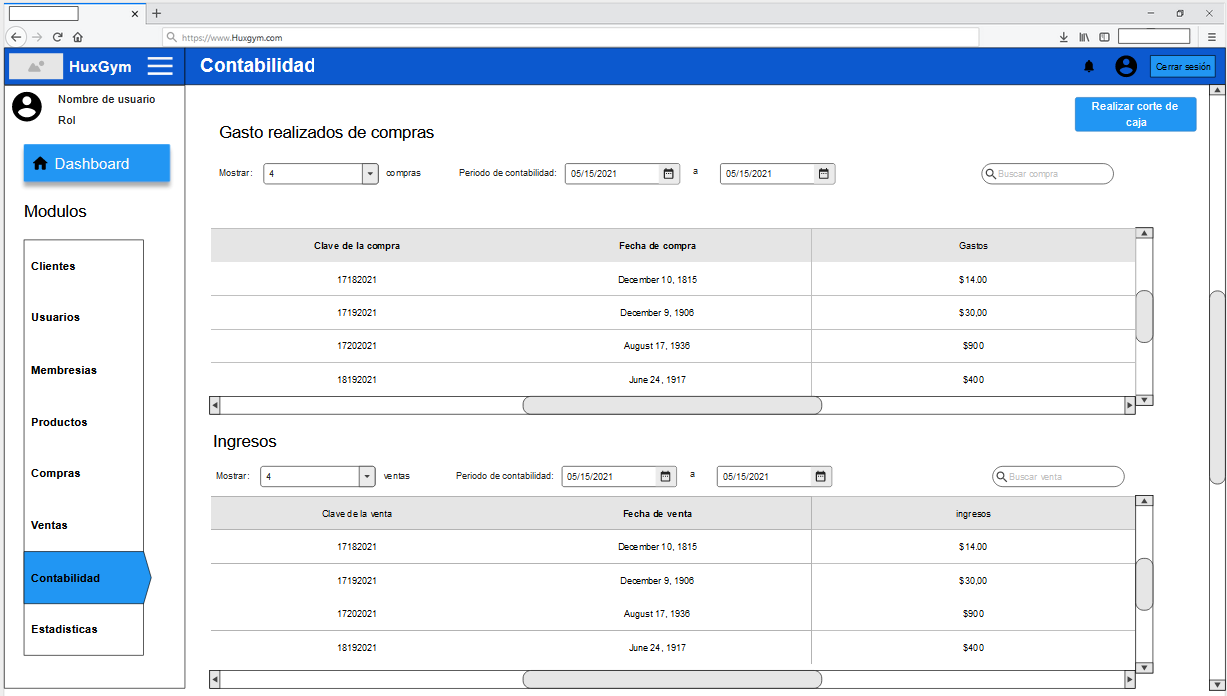 https://www.Huxgym.com
HuxGym
Contabilidad
Cerrar sesión
Nombre de usuario
Rol
Dashboard
Modulos
Clientes
Usuarios
Membresias
Productos
Compras
Ventas
Contabilidad
Estadisticas
Realizar corte de
caja
Gasto realizados de compras
Mostrar: 4 compras Periodo de contabilidad: 05/15/2021 a 05/15/2021 Buscar compra
Clave de la compra Fecha de compra Gastos
17182021 December 10, 1815 $14.00
17192021 December 9, 1906 $30,00
17202021 August 17, 1936 $900
18192021 June 24, 1917 $400
Ingresos
Mostrar: 4 ventas Periodo de contabilidad: 05/15/2021 a 05/15/2021 Buscar venta
Clave de la venta Fecha de venta ingresos
17182021 December 10, 1815 $14.00
17192021 December 9, 1906 $30,00
17202021 August 17, 1936 $900
18192021 June 24, 1917 $400